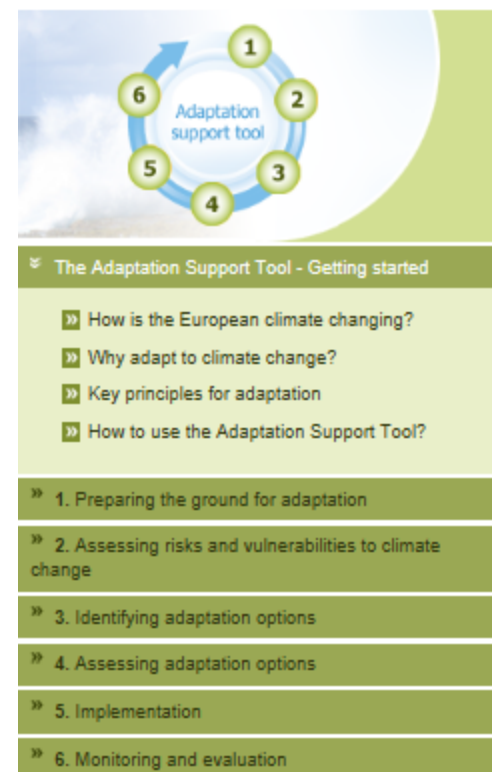 1
6
2
Adaptation
support tool
5
3
4
The Adaptation Support Tool - Getting started
How is the European climate changing?
Why adapt to climate change?
Key principles for adaptation
How to use the Adaptation Support Tool?
1. Preparing the ground for adaptation
2. Assessing risks and vulnerabilities to climate
change
3. Identifying adaptation options
4. Assessing adaptation options
5. Implementation
6. Monitoring and evaluation